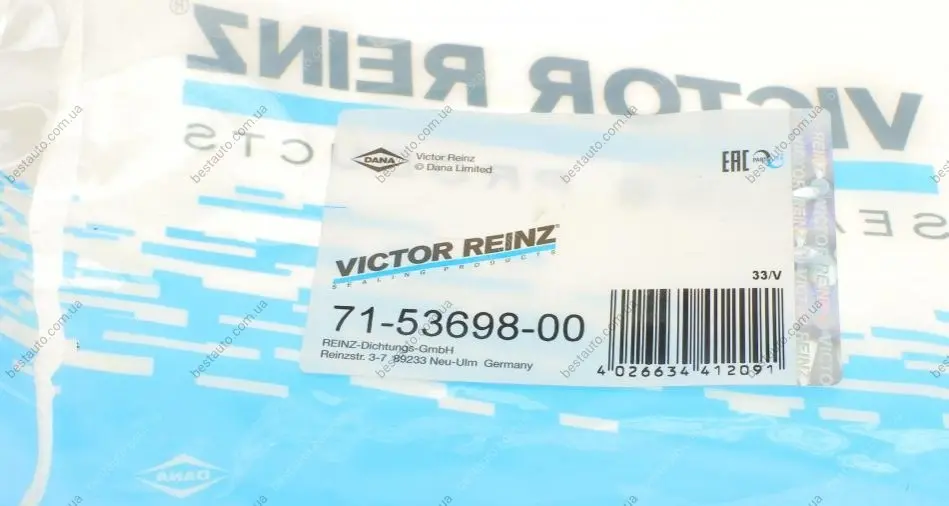 VICTOR REINZ
DANA
Victor Reinz
© Dana Limited
EAC
VICTOR REINZ
SEALING PRODUCTS
33/V
71-53698-00
REINZ-Dichtungs-GmbH
Reinzstr. 3-7, 89233 Neu-Ulm Germany
4 026634 412091
DANA
bestauto.com.ua